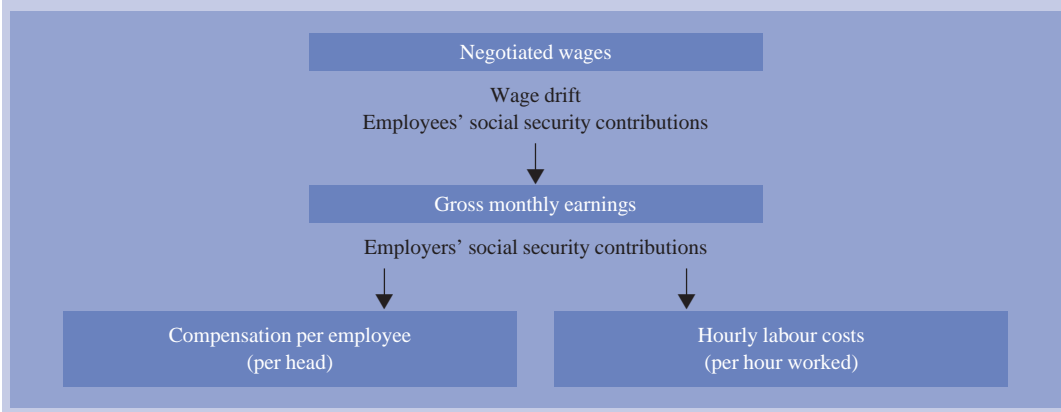 Negotiated wages
Wage drift
Employees’ social security contributions
Gross monthly earnings
Employers’ social security contributions
Compensation per employee
(per head)
Hourly labour costs
(per hour worked)